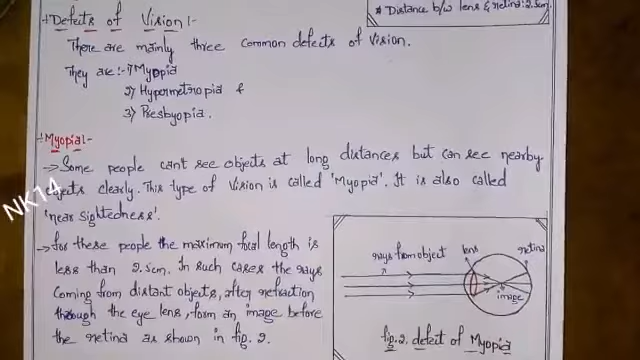 * Distance b/w lens & retina: 2.5cm
Defects of Vision :-
There are mainly three common defects of Vision.
They are :- 1) Myopia
2) Hypermetropia &
3) Presbyopia.
Myopia:-
→ Some people can't see objects at long distances but can see nearby
objects clearly. This type of Vision is called 'Myopia'. It is also called
'near sightedness'.
→ For these people the maximum focal length is
less than 2.5cm. In such cases the rays
coming from distant objects, after refraction
through the eye lens, form an image before
the retina as shown in fig. 2.
rays from object
lens
retina
image
fig. 2. defect of Myopia
NK14